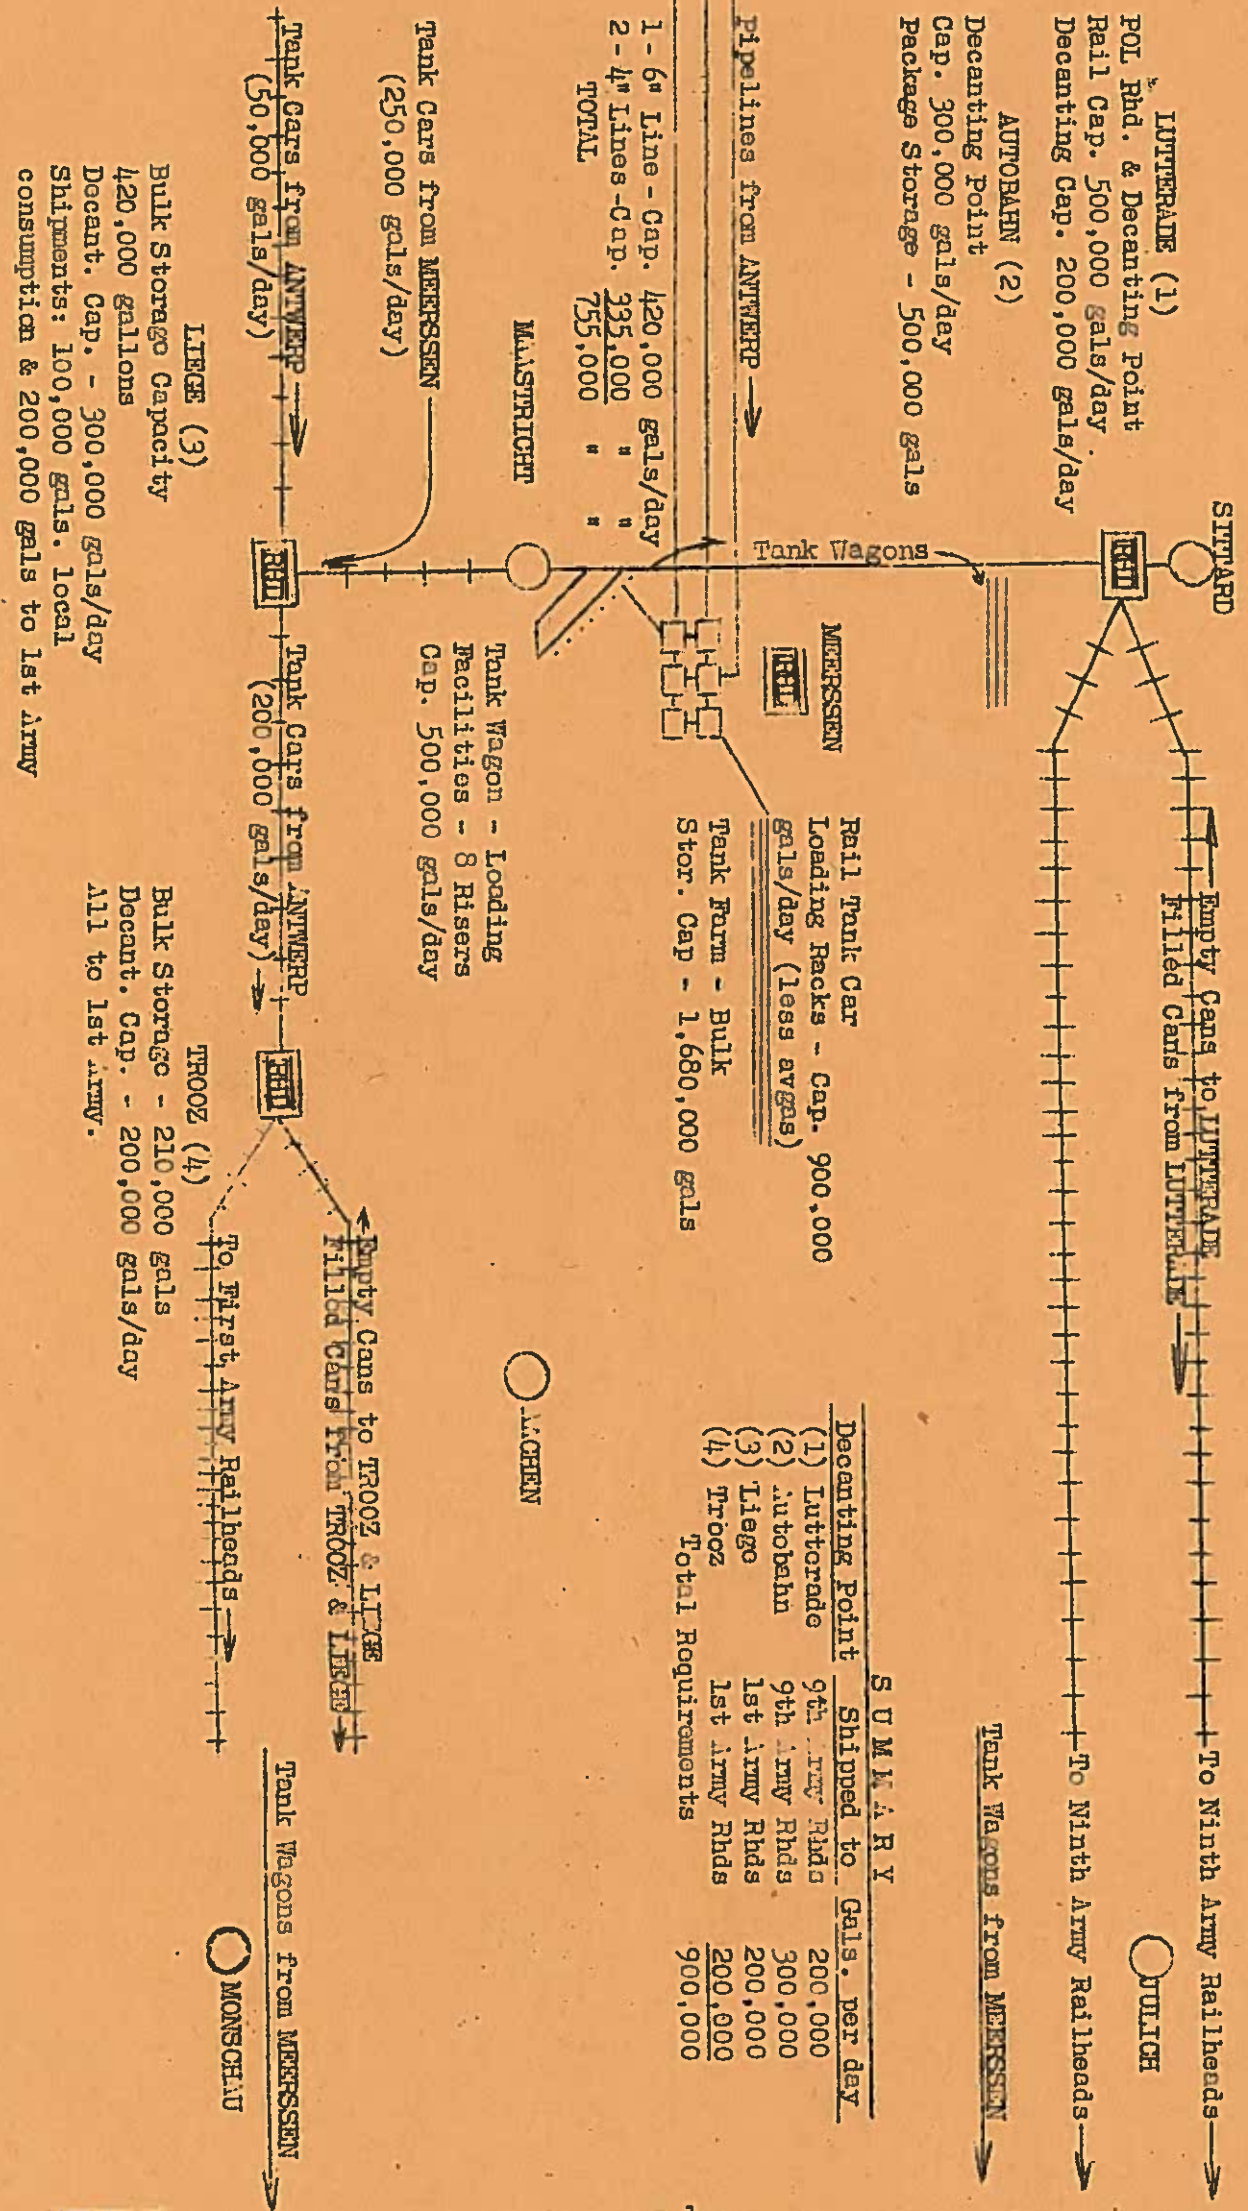 SITTARD
LUTTERADE (1)
POL Rhd. & Decanting Point
Rail Cap. 500,000 gals/day.
Decanting Cap. 200,000 gals/day
RHD
Empty Cans to LUTTERADE
Filled Cans from LUTTERADE
To Ninth Army Railheads
JULICH
To Ninth Army Railheads
AUTOBAHN (2)
Decanting Point
Cap. 300,000 gals/day
Package Storage - 500,000 gals
Tank Wagons from MEERSSEN
Tank Wagons
MEERSSEN
Pipelines from ANTWERP
1 - 6" Line - Cap. 420,000 gals/day
2 - 4" Lines-Cap. 335,000 " "
TOTAL 755,000 " "
Rail Tank Car
Loading Racks - Cap. 900,000
gals/day (less avgas)
Tank Farm - Bulk
Stor. Cap - 1,680,000 gals
SUMMARY
Decanting Point Shipped to Gals. per day
(1) Lutterade 9th Army Rhds 200,000
(2) Autobahn 9th Army Rhds 300,000
(3) Liege 1st Army Rhds 200,000
(4) Trooz 1st Army Rhds 200,000
Total Requirements 900,000
MAASTRICHT
Tank Wagon - Loading
Facilities - 8 Risers
Cap. 500,000 gals/day
AACHEN
Tank Cars from MEERSSEN
(250,000 gals/day)
Tank Cars from ANTWERP
(50,000 gals/day)
RHD
Tank Cars from ANTWERP
(200,000 gals/day)
RHD
Empty Cans to TROOZ & LIEGE
Filled Cans from TROOZ & LIEGE
To First Army Railheads
Tank Wagons from MEERSSEN
MONSCHAU
LIEGE (3)
Bulk Storage Capacity
420,000 gallons
Decant. Cap. - 300,000 gals/day
Shipments: 100,000 gals. local
consumption & 200,000 gals to 1st Army
TROOZ (4)
Bulk Storage - 210,000 gals
Decant. Cap. - 200,000 gals/day
All to 1st Army.